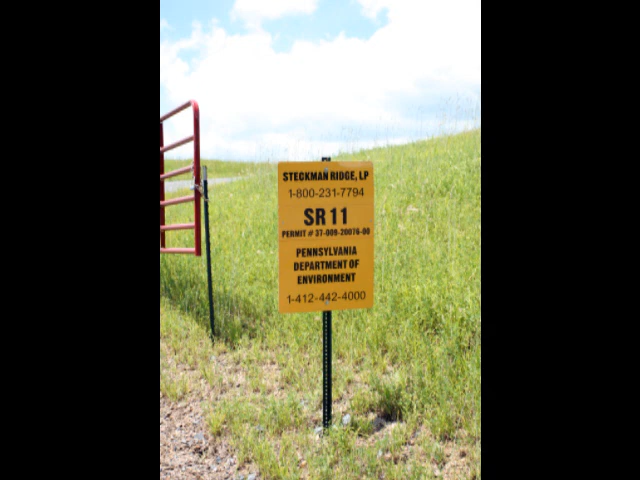 STECKMAN RIDGE, LP
1-800-231-7794
SR 11
PERMIT # 37-009-20076-00
PENNSYLVANIA
DEPARTMENT OF
ENVIRONMENT
1-412-442-4000